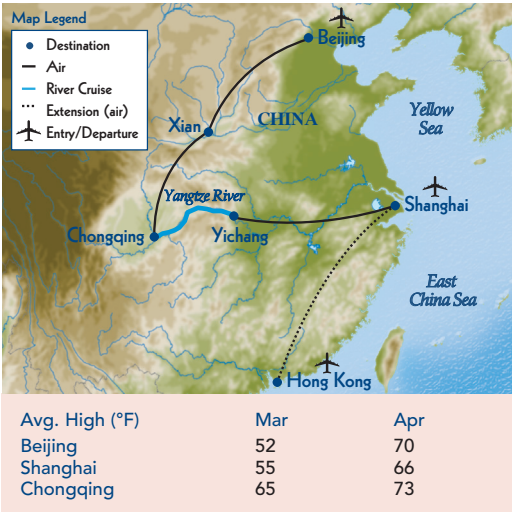 Map Legend
Destination
Air
River Cruise
Extension (air)
Entry/Departure
Beijing
CHINA
Yellow
Sea
Xian
Yangtze River
Shanghai
Chongqing
Yichang
East
China Sea
Hong Kong
Avg. High (°F) Mar Apr
Beijing 52 70
Shanghai 55 66
Chongqing 65 73